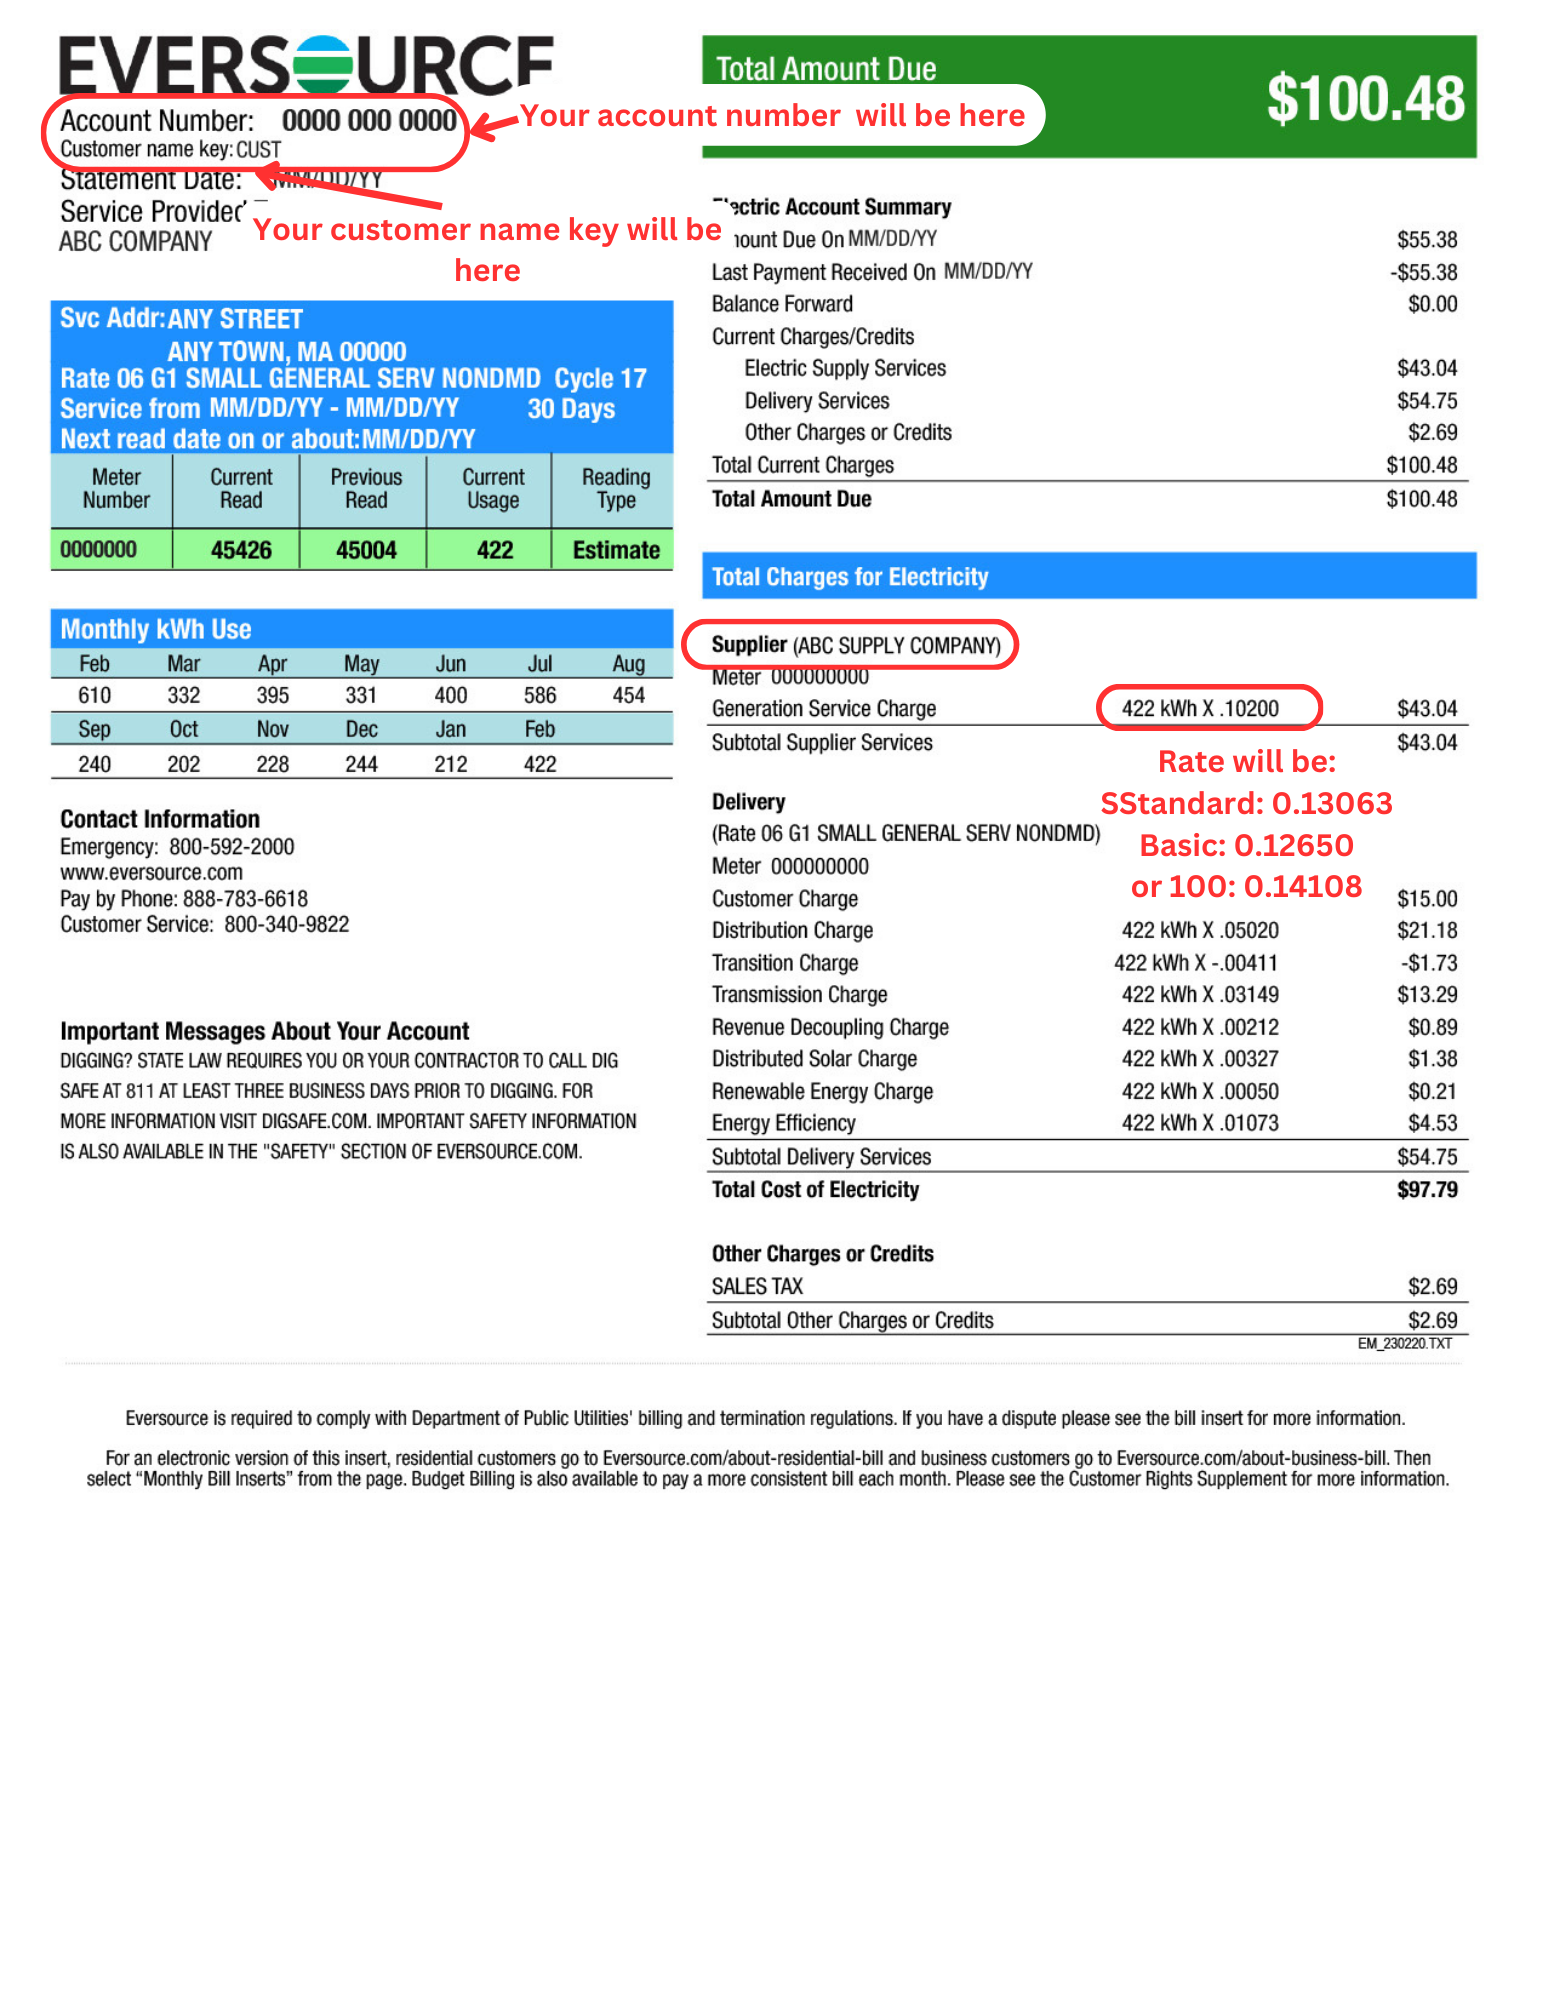 EVERSOURCE
Account Number: 0000 000 0000
Customer name key: CUST
Your account number will be here
Statement Date: MM/DD/YY
Service Provided
ABC COMPANY
Your customer name key will be
here
Total Amount Due
$100.48
Svc Addr: ANY STREET
ANY TOWN, MA 00000
Rate 06 G1 SMALL GENERAL SERV NONDMD Cycle 17
Service from MM/DD/YY - MM/DD/YY 30 Days
Next read date on or about: MM/DD/YY
Meter Current Previous Current Reading
Number Read Read Usage Type
0000000 45426 45004 422 Estimate
Monthly kWh Use
Feb Mar Apr May Jun Jul Aug
610 332 395 331 400 586 454
Sep Oct Nov Dec Jan Feb
240 202 228 244 212 422
Contact Information
Emergency: 800-592-2000
www.eversource.com
Pay by Phone: 888-783-6618
Customer Service: 800-340-9822
Important Messages About Your Account
DIGGING? STATE LAW REQUIRES YOU OR YOUR CONTRACTOR TO CALL DIG
SAFE AT 811 AT LEAST THREE BUSINESS DAYS PRIOR TO DIGGING. FOR
MORE INFORMATION VISIT DIGSAFE.COM. IMPORTANT SAFETY INFORMATION
IS ALSO AVAILABLE IN THE "SAFETY" SECTION OF EVERSOURCE.COM.
Electric Account Summary
Amount Due On MM/DD/YY $55.38
Last Payment Received On MM/DD/YY -$55.38
Balance Forward $0.00
Current Charges/Credits
Electric Supply Services $43.04
Delivery Services $54.75
Other Charges or Credits $2.69
Total Current Charges $100.48
Total Amount Due $100.48
Total Charges for Electricity
Supplier (ABC SUPPLY COMPANY)
Meter 000000000
Generation Service Charge 422 kWh X .10200 $43.04
Subtotal Supplier Services $43.04
Rate will be:
SStandard: 0.13063
Basic: 0.12650
or 100: 0.14108
Delivery
(Rate 06 G1 SMALL GENERAL SERV NONDMD)
Meter 000000000
Customer Charge $15.00
Distribution Charge 422 kWh X .05020 $21.18
Transition Charge 422 kWh X -.00411 -$1.73
Transmission Charge 422 kWh X .03149 $13.29
Revenue Decoupling Charge 422 kWh X .00212 $0.89
Distributed Solar Charge 422 kWh X .00327 $1.38
Renewable Energy Charge 422 kWh X .00050 $0.21
Energy Efficiency 422 kWh X .01073 $4.53
Subtotal Delivery Services $54.75
Total Cost of Electricity $97.79
Other Charges or Credits
SALES TAX $2.69
Subtotal Other Charges or Credits $2.69
EM_230220.TXT
Eversource is required to comply with Department of Public Utilities' billing and termination regulations. If you have a dispute please see the bill insert for more information.
For an electronic version of this insert, residential customers go to Eversource.com/about-residential-bill and business customers go to Eversource.com/about-business-bill. Then
select “Monthly Bill Inserts” from the page. Budget Billing is also available to pay a more consistent bill each month. Please see the Customer Rights Supplement for more information.